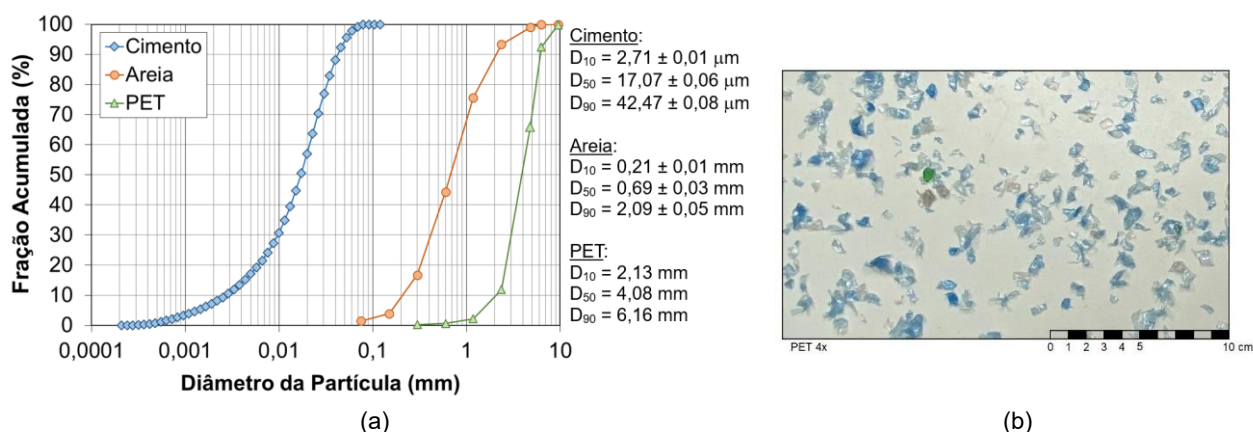 100
90
80
70
60
50
40
30
20
10
0
Fração Acumulada (%)
Cimento
Areia
PET
0,0001
0,001
0,01
0,1
1
10
Diâmetro da Partícula (mm)
Cimento:
D10 = 2,71 ± 0,01 μm
D50 = 17,07 ± 0,06 μm
D90 = 42,47 ± 0,08 μm
Areia:
D10 = 0,21 ± 0,01 mm
D50 = 0,69 ± 0,03 mm
D90 = 2,09 ± 0,05 mm
PET:
D10 = 2,13 mm
D50 = 4,08 mm
D90 = 6,16 mm
(a)
PET 4x
0 1 2 3 4 5 10 cm
(b)